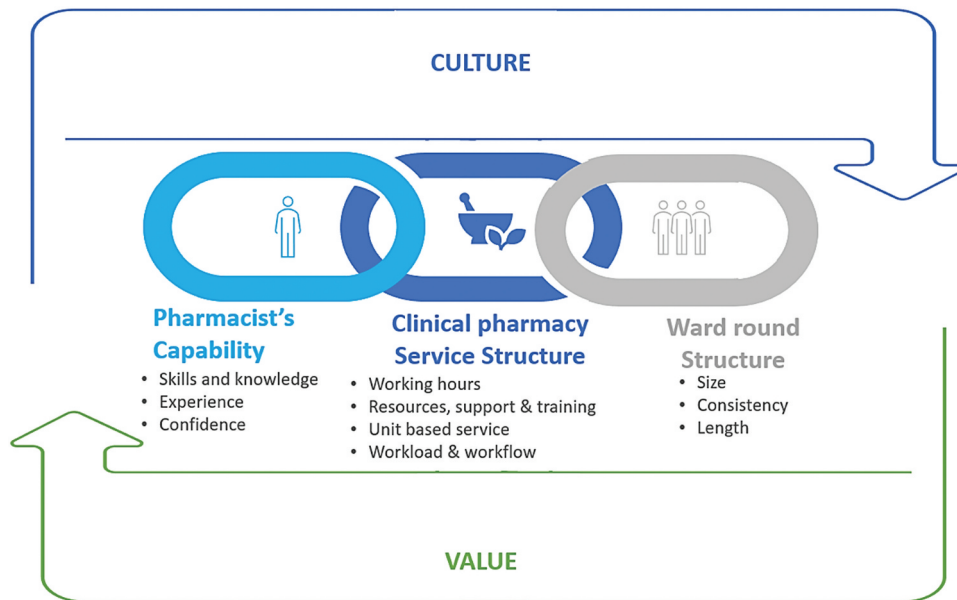 CULTURE
Pharmacist’s
Capability
• Skills and knowledge
• Experience
• Confidence
Clinical pharmacy
Service Structure
• Working hours
• Resources, support & training
• Unit based service
• Workload & workflow
Ward round
Structure
• Size
• Consistency
• Length
VALUE